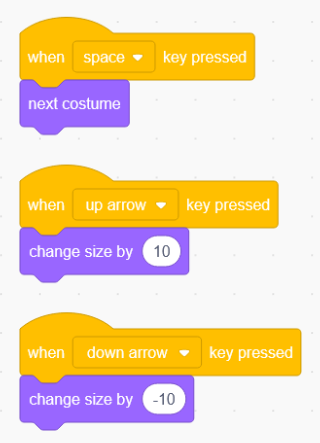 when space key pressed
next costume
when up arrow key pressed
change size by 10
when down arrow key pressed
change size by -10